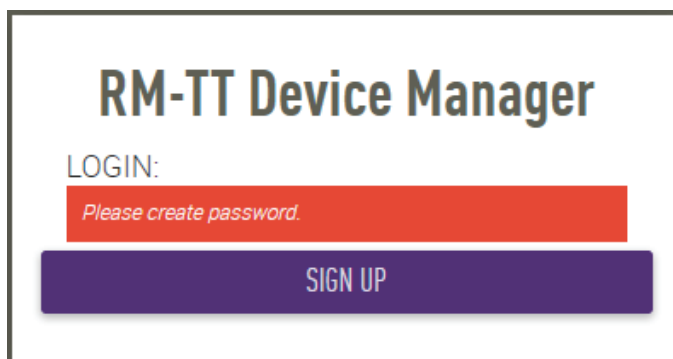 RM-TT Device Manager
LOGIN:
Please create password.
SIGN UP